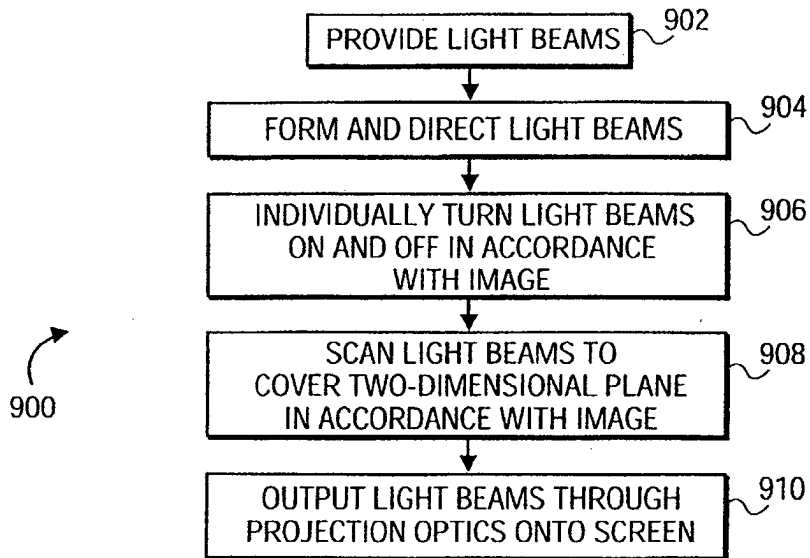 PROVIDE LIGHT BEAMS
902
FORM AND DIRECT LIGHT BEAMS
904
INDIVIDUALLY TURN LIGHT BEAMS
ON AND OFF IN ACCORDANCE
WITH IMAGE
906
SCAN LIGHT BEAMS TO
COVER TWO-DIMENSIONAL PLANE
IN ACCORDANCE WITH IMAGE
908
900
OUTPUT LIGHT BEAMS THROUGH
PROJECTION OPTICS ONTO SCREEN
910